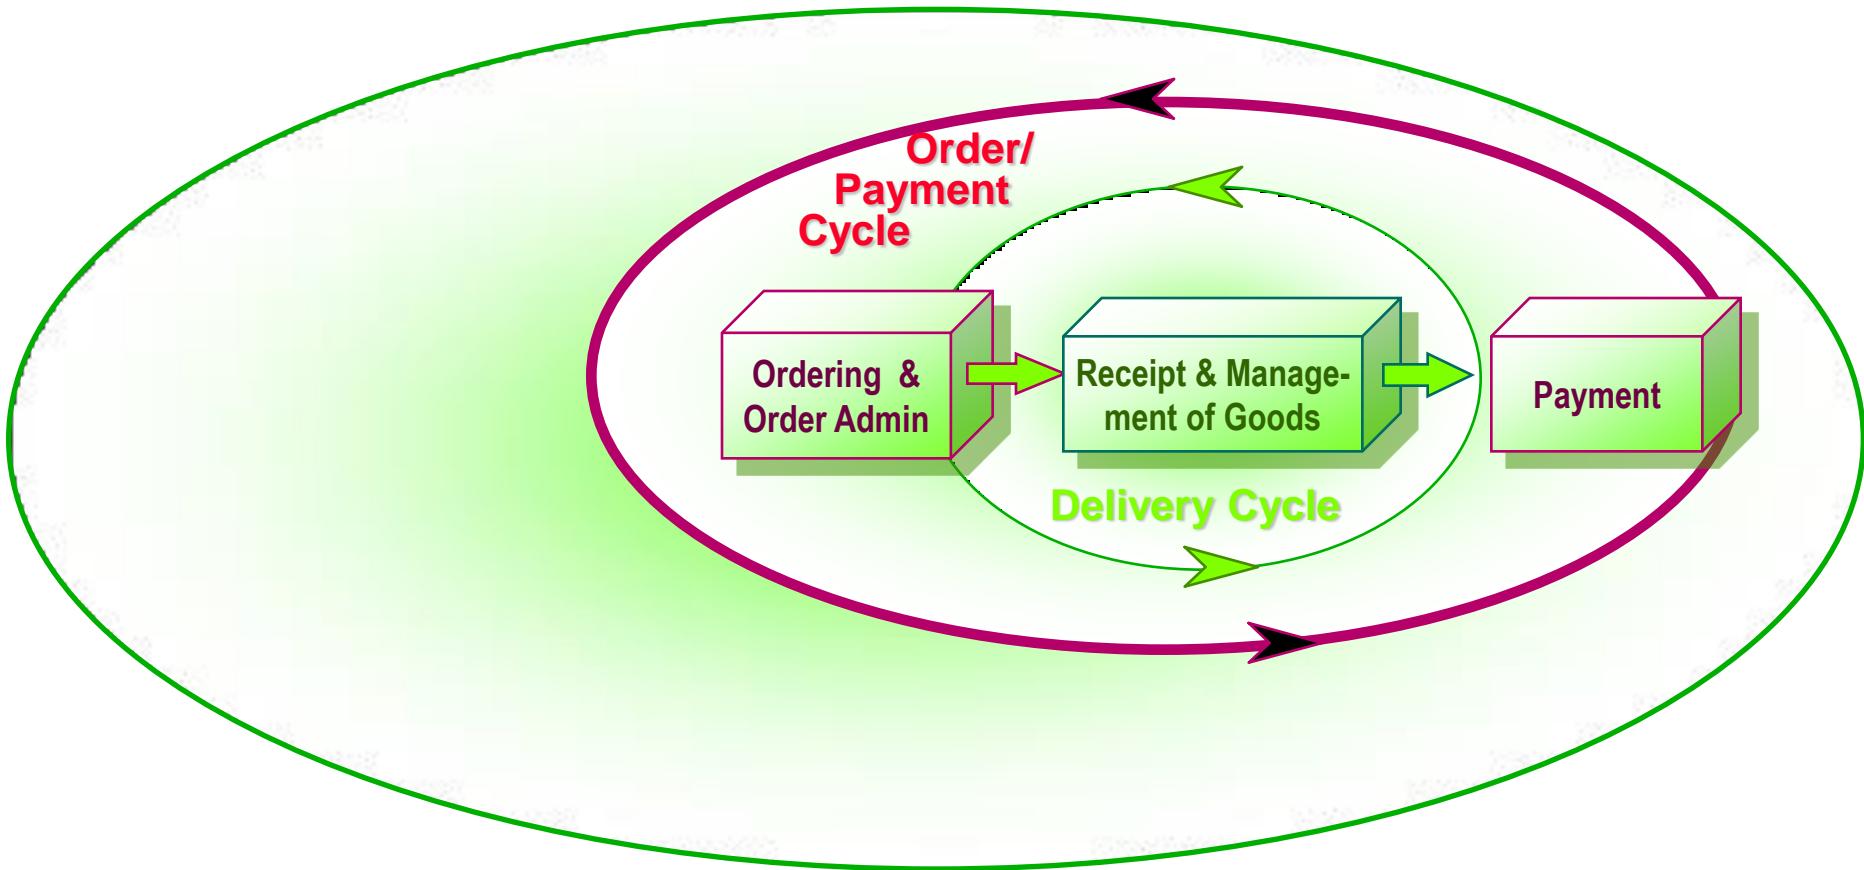 Order/
Payment
Cycle
Ordering &
Order Admin
Receipt & Manage-
ment of Goods
Payment
Delivery Cycle